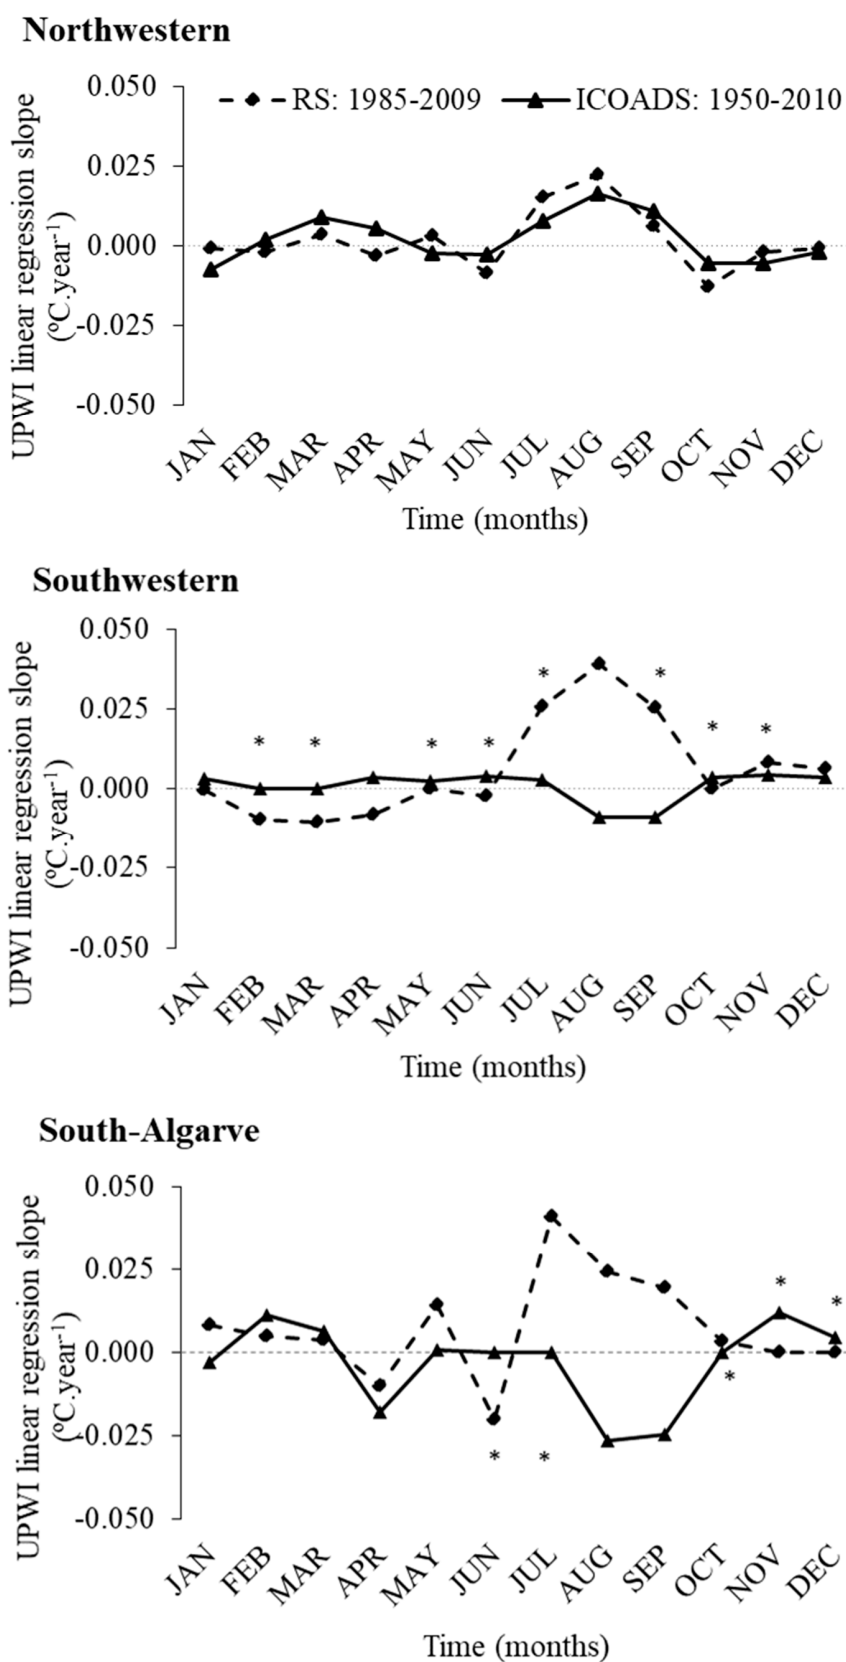 Northwestern
RS: 1985-2009 ICOADS: 1950-2010
UPWI linear regression slope
(ºC.year-1)
0.050
0.025
0.000
-0.025
-0.050
JAN FEB MAR APR MAY JUN JUL AUG SEP OCT NOV DEC
Time (months)
Southwestern
UPWI linear regression slope
(ºC.year-1)
0.050
0.025
0.000
-0.025
-0.050
* * * * * * * *
JAN FEB MAR APR MAY JUN JUL AUG SEP OCT NOV DEC
Time (months)
South-Algarve
UPWI linear regression slope
(ºC.year-1)
0.050
0.025
0.000
-0.025
-0.050
* * * * *
JAN FEB MAR APR MAY JUN JUL AUG SEP OCT NOV DEC
Time (months)